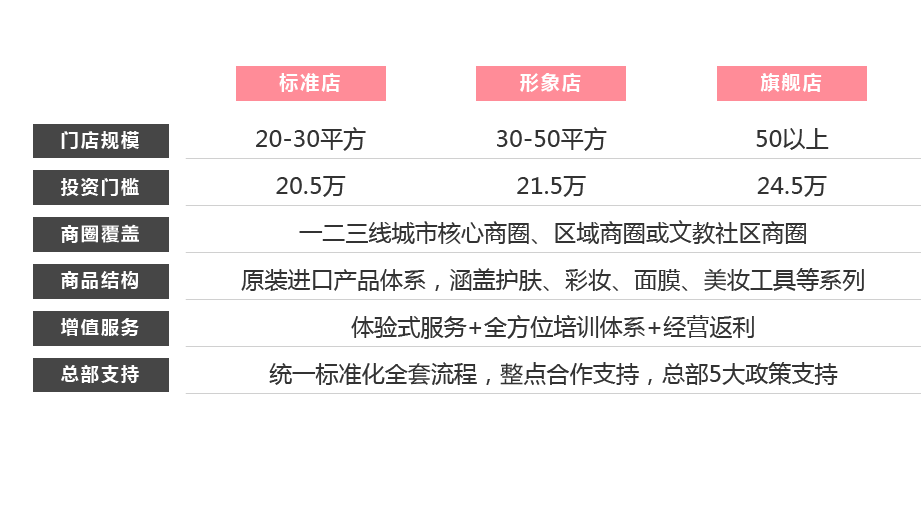 标准店 形象店 旗舰店
门店规模 20-30平方 30-50平方 50以上
投资门槛 20.5万 21.5万 24.5万
商圈覆盖 一二三线城市核心商圈、区域商圈或文教社区商圈
商品结构 原装进口产品体系，涵盖护肤、彩妆、面膜、美妆工具等系列
增值服务 体验式服务+全方位培训体系+经营返利
总部支持 统一标准化全套流程，整点合作支持，总部5大政策支持